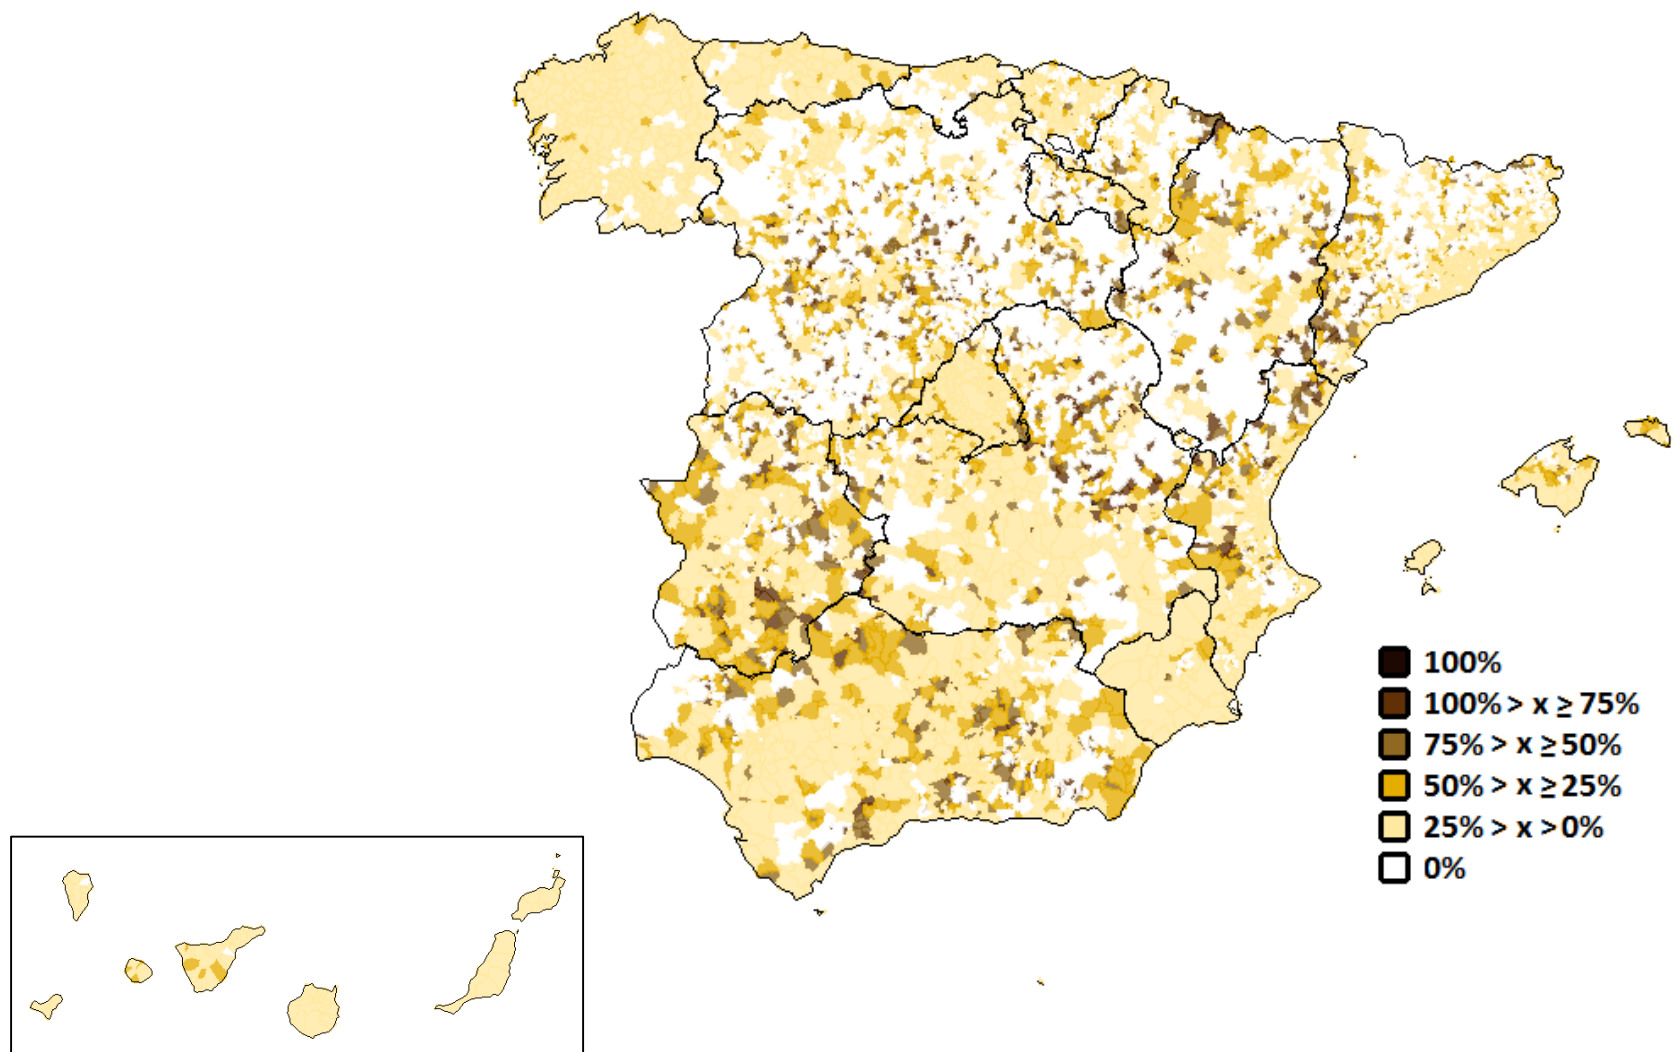 100%
100% > x ≥ 75%
75% > x ≥ 50%
50% > x ≥ 25%
25% > x > 0%
0%